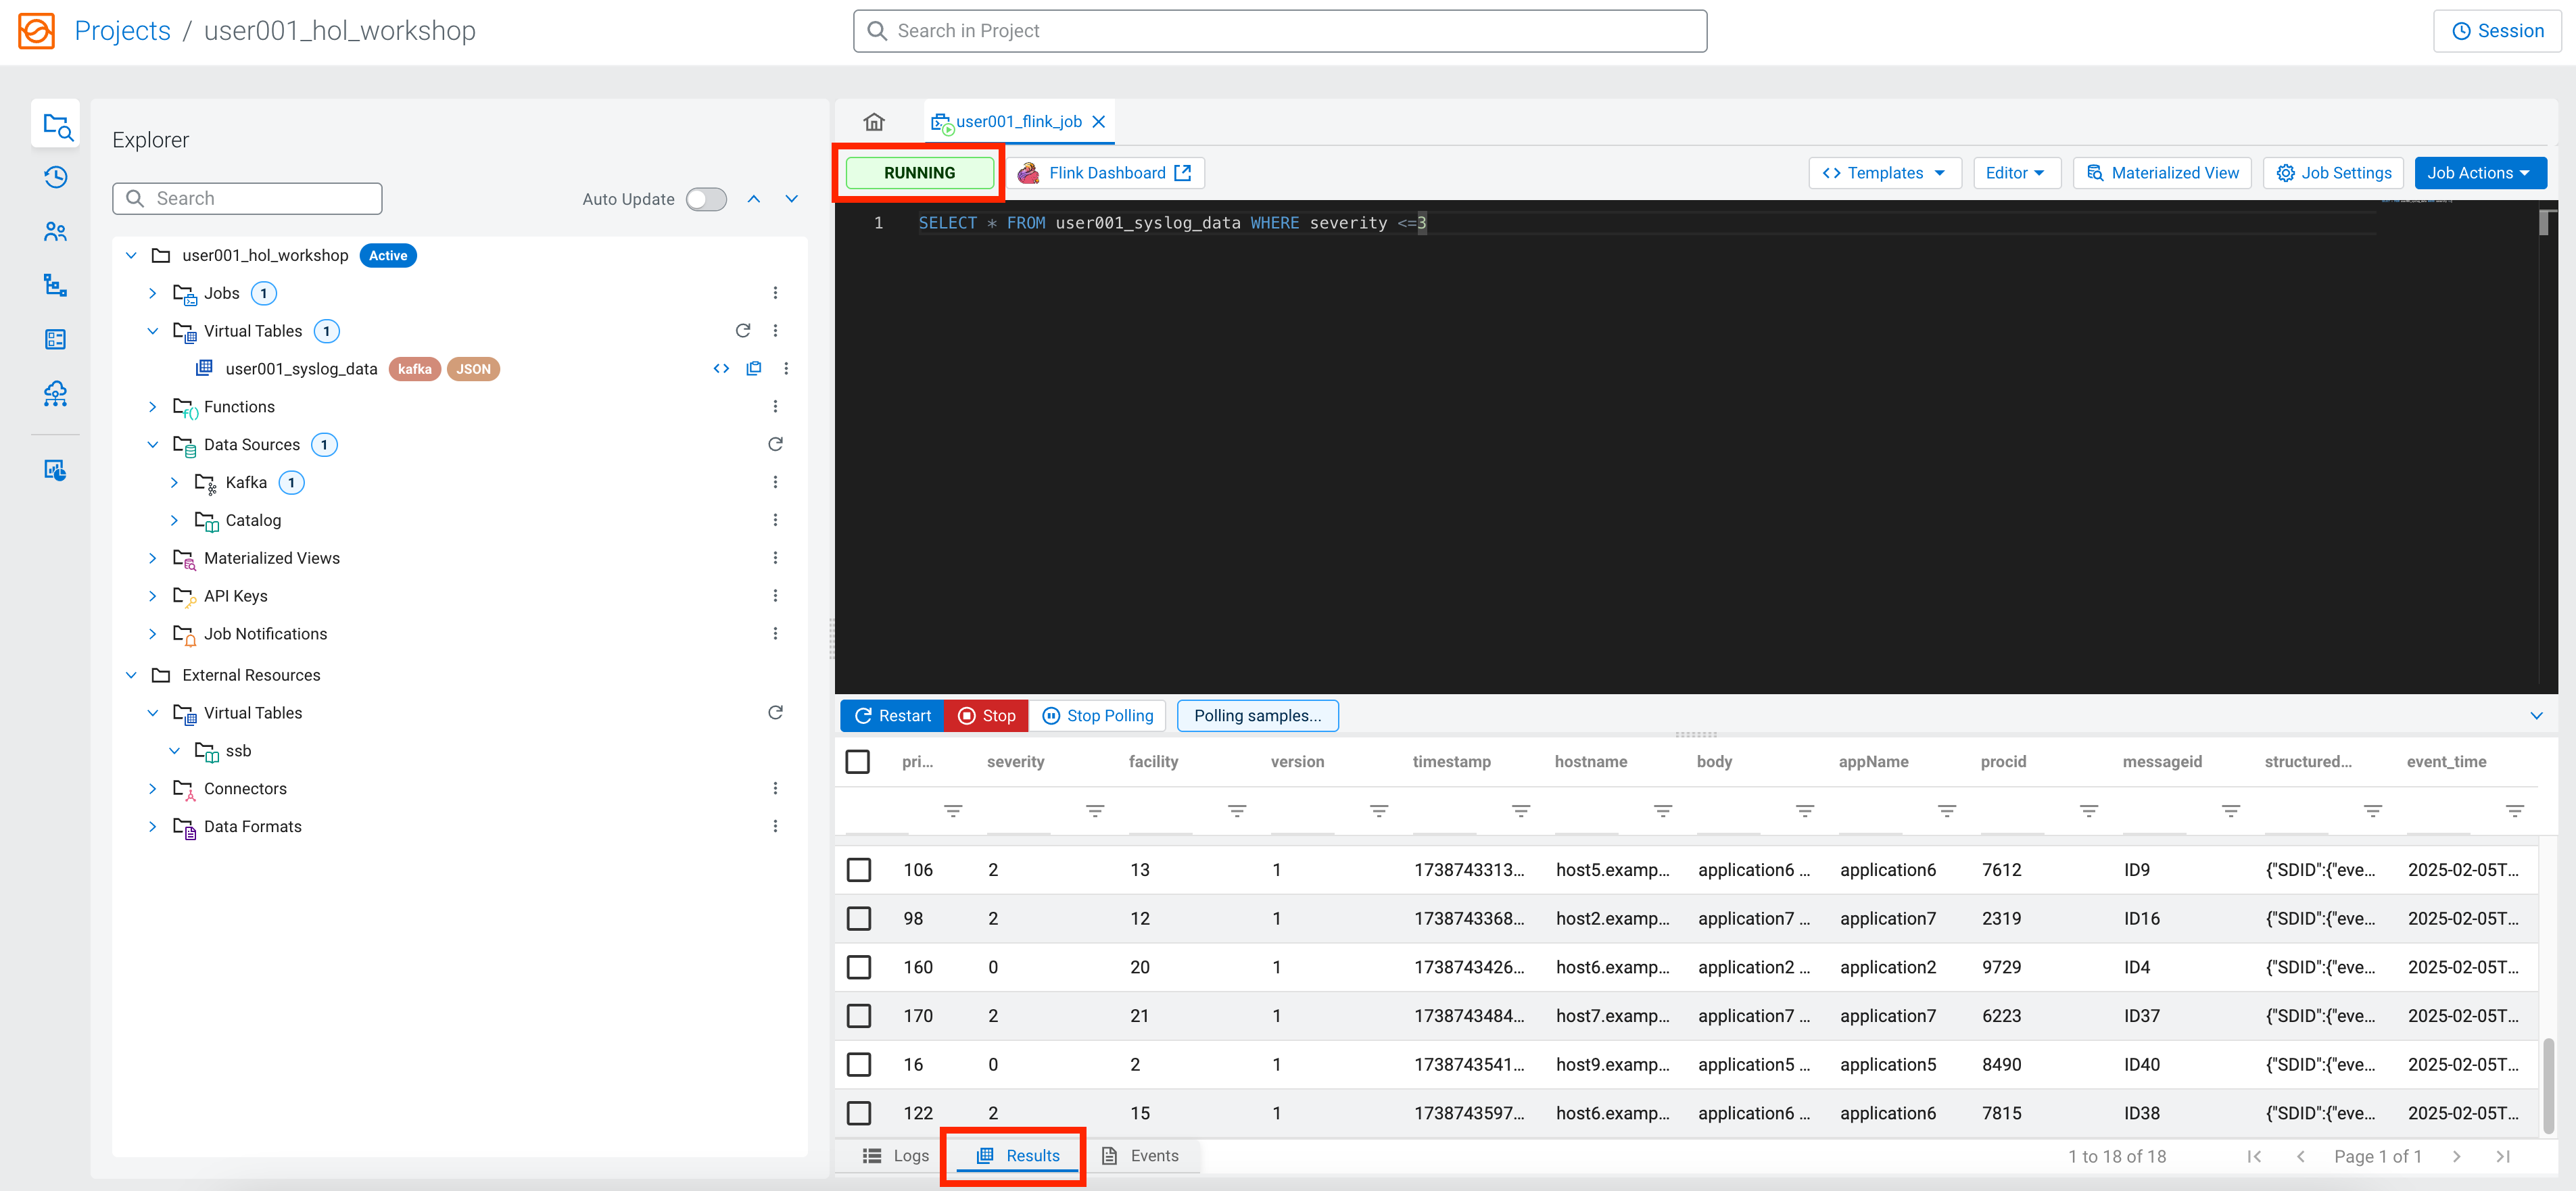 Projects / user001_hol_workshop
Search in Project
Session
Explorer
Search
Auto Update
user001_hol_workshop Active
Jobs 1
Virtual Tables 1
user001_syslog_data kafka JSON
Functions
Data Sources 1
Kafka 1
Catalog
Materialized Views
API Keys
Job Notifications
External Resources
Virtual Tables
ssb
Connectors
Data Formats
user001_flink_job
RUNNING Flink Dashboard Templates Editor Materialized View Job Settings Job Actions
1 SELECT * FROM user001_syslog_data WHERE severity <=3
Restart Stop Stop Polling Polling samples...
pri... severity facility version timestamp hostname body appName procid messageid structured... event_time
106 2 13 1 1738743313... host5.examp... application6 ... application6 7612 ID9 {"SDID":{"eve... 2025-02-05T...
98 2 12 1 1738743368... host2.examp... application7 ... application7 2319 ID16 {"SDID":{"eve... 2025-02-05T...
160 0 20 1 1738743426... host6.examp... application2 ... application2 9729 ID4 {"SDID":{"eve... 2025-02-05T...
170 2 21 1 1738743484... host7.examp... application7 ... application7 6223 ID37 {"SDID":{"eve... 2025-02-05T...
16 0 2 1 1738743541... host9.examp... application5 ... application5 8490 ID40 {"SDID":{"eve... 2025-02-05T...
122 2 15 1 1738743597... host6.examp... application6 ... application6 7815 ID38 {"SDID":{"eve... 2025-02-05T...
Logs Results Events
1 to 18 of 18 Page 1 of 1